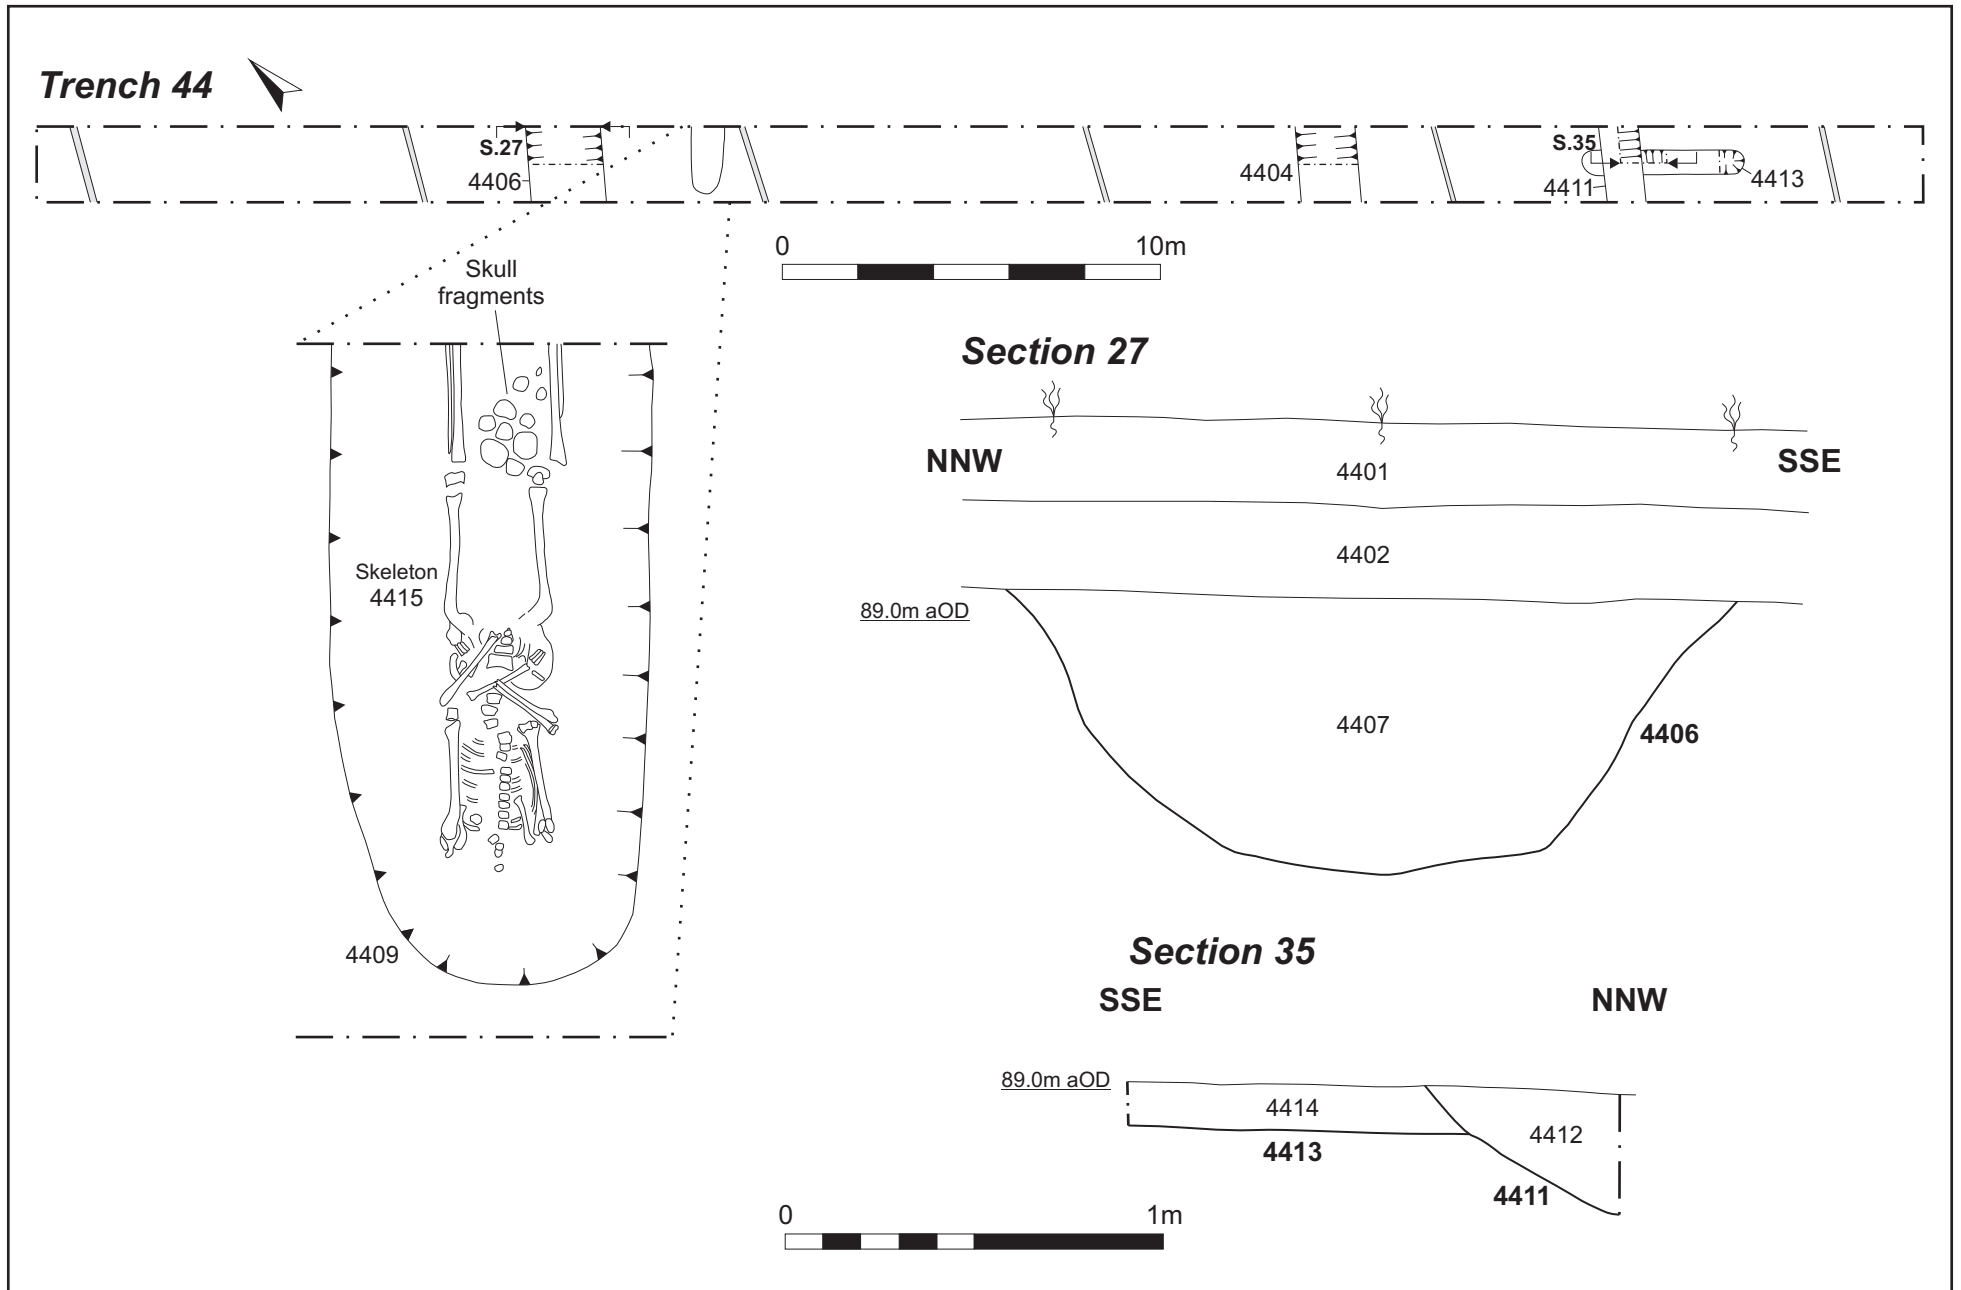 Trench 44
S.27
4406
4404
S.35
4411
4413
0 10m
Skull
fragments
Section 27
NNW SSE
4401
4402
Skeleton
4415
89.0m aOD
4407
4406
4409
Section 35
SSE NNW
89.0m aOD
4414
4412
4413
4411
0 1m